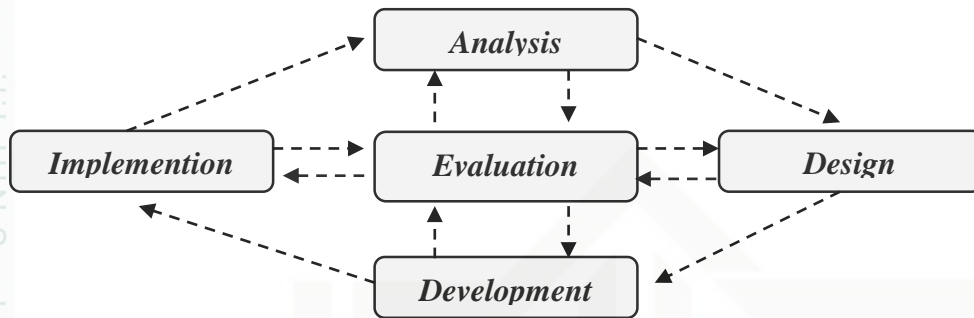 Analysis
Implemention
Evaluation
Design
Development